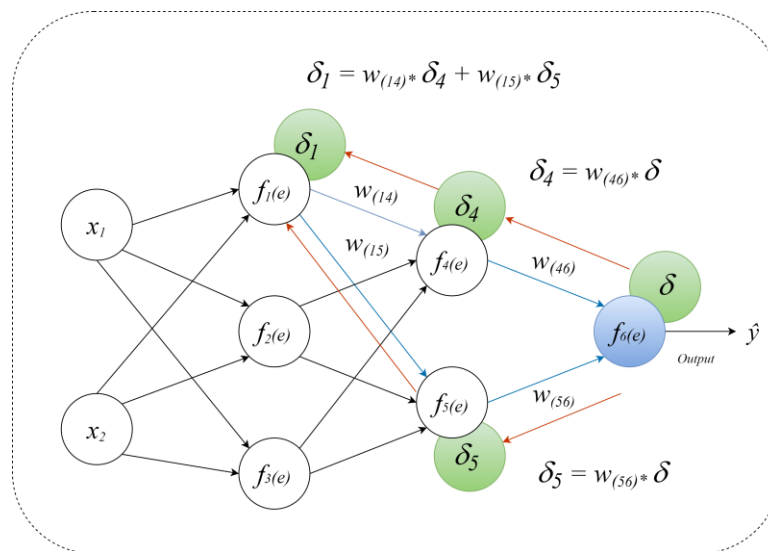 δ₁ = w₍₁₄₎* δ₄ + w₍₁₅₎* δ₅
δ₁
δ₄ = w₍₄₆₎* δ
f₁(e)
w₍₁₄₎
δ₄
x₁
w₍₁₅₎
f₄(e)
w₍₄₆₎
δ
f₂(e)
f₆(e)
ŷ
Output
f₅(e)
w₍₅₆₎
x₂
δ₅
f₃(e)
δ₅ = w₍₅₆₎* δ